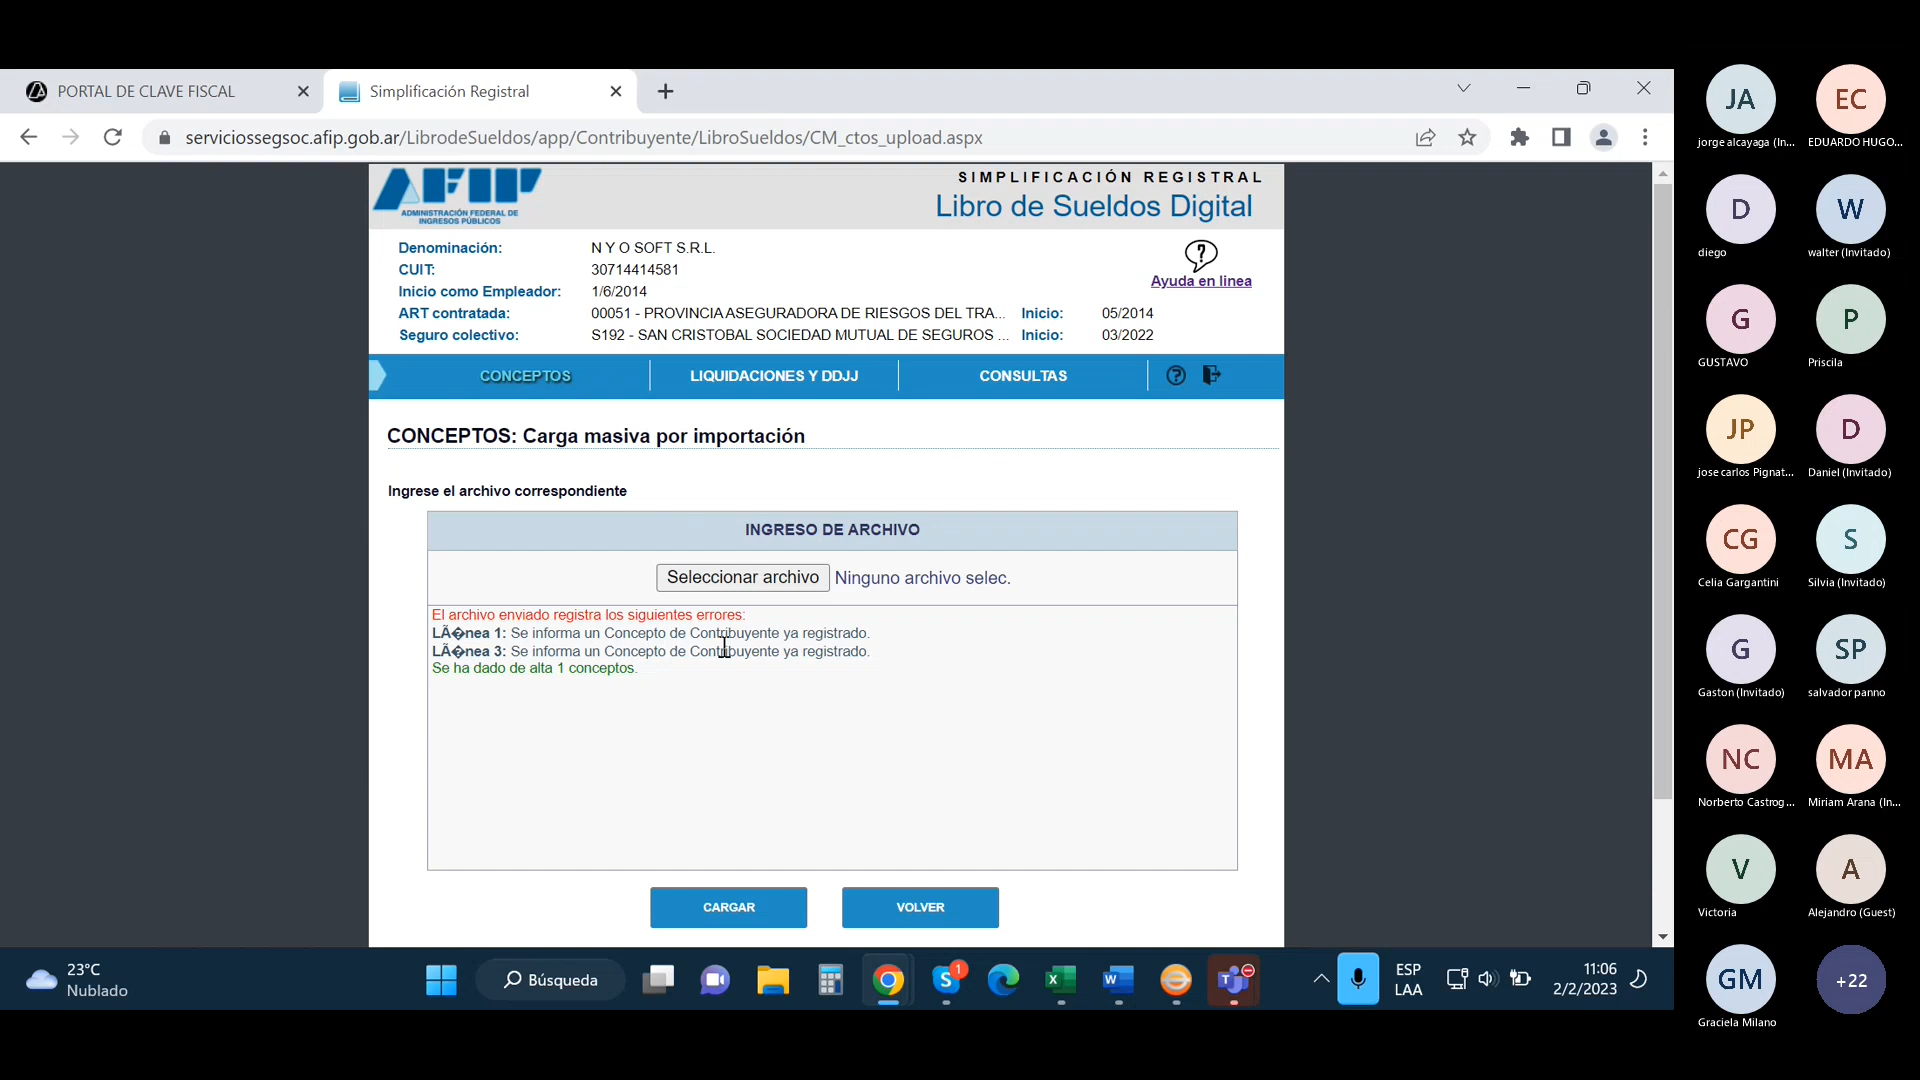 PORTAL DE CLAVE FISCAL
Simplificación Registral
serviciossegsoc.afip.gob.ar/LibrodeSueldos/app/Contribuyente/LibroSueldos/CM_ctos_upload.aspx
AFIP
ADMINISTRACIÓN FEDERAL DE
INGRESOS PÚBLICOS
SIMPLIFICACIÓN REGISTRAL
Libro de Sueldos Digital
Denominación: N Y O SOFT S.R.L.
CUIT: 30714414581
Inicio como Empleador: 1/6/2014
ART contratada: 00051 - PROVINCIA ASEGURADORA DE RIESGOS DEL TRA... Inicio: 05/2014
Seguro colectivo: S192 - SAN CRISTOBAL SOCIEDAD MUTUAL DE SEGUROS ... Inicio: 03/2022
Ayuda en linea
CONCEPTOS LIQUIDACIONES Y DDJJ CONSULTAS
CONCEPTOS: Carga masiva por importación
Ingrese el archivo correspondiente
INGRESO DE ARCHIVO
Seleccionar archivo Ninguno archivo selec.
El archivo enviado registra los siguientes errores:
LÃ�nea 1: Se informa un Concepto de Contribuyente ya registrado.
LÃ�nea 3: Se informa un Concepto de Contribuyente ya registrado.
Se ha dado de alta 1 conceptos.
CARGAR VOLVER
23°C
Nublado
Búsqueda
1
ESP
LAA
11:06
2/2/2023
JA EC
jorge alcayaga (In... EDUARDO HUGO...
D W
diego walter (Invitado)
G P
GUSTAVO Priscila
JP D
jose carlos Pignat... Daniel (Invitado)
CG S
Celia Gargantini Silvia (Invitado)
G SP
Gaston (Invitado) salvador panno
NC MA
Norberto Castrog... Miriam Arana (In...
V A
Victoria Alejandro (Guest)
GM +22
Graciela Milano